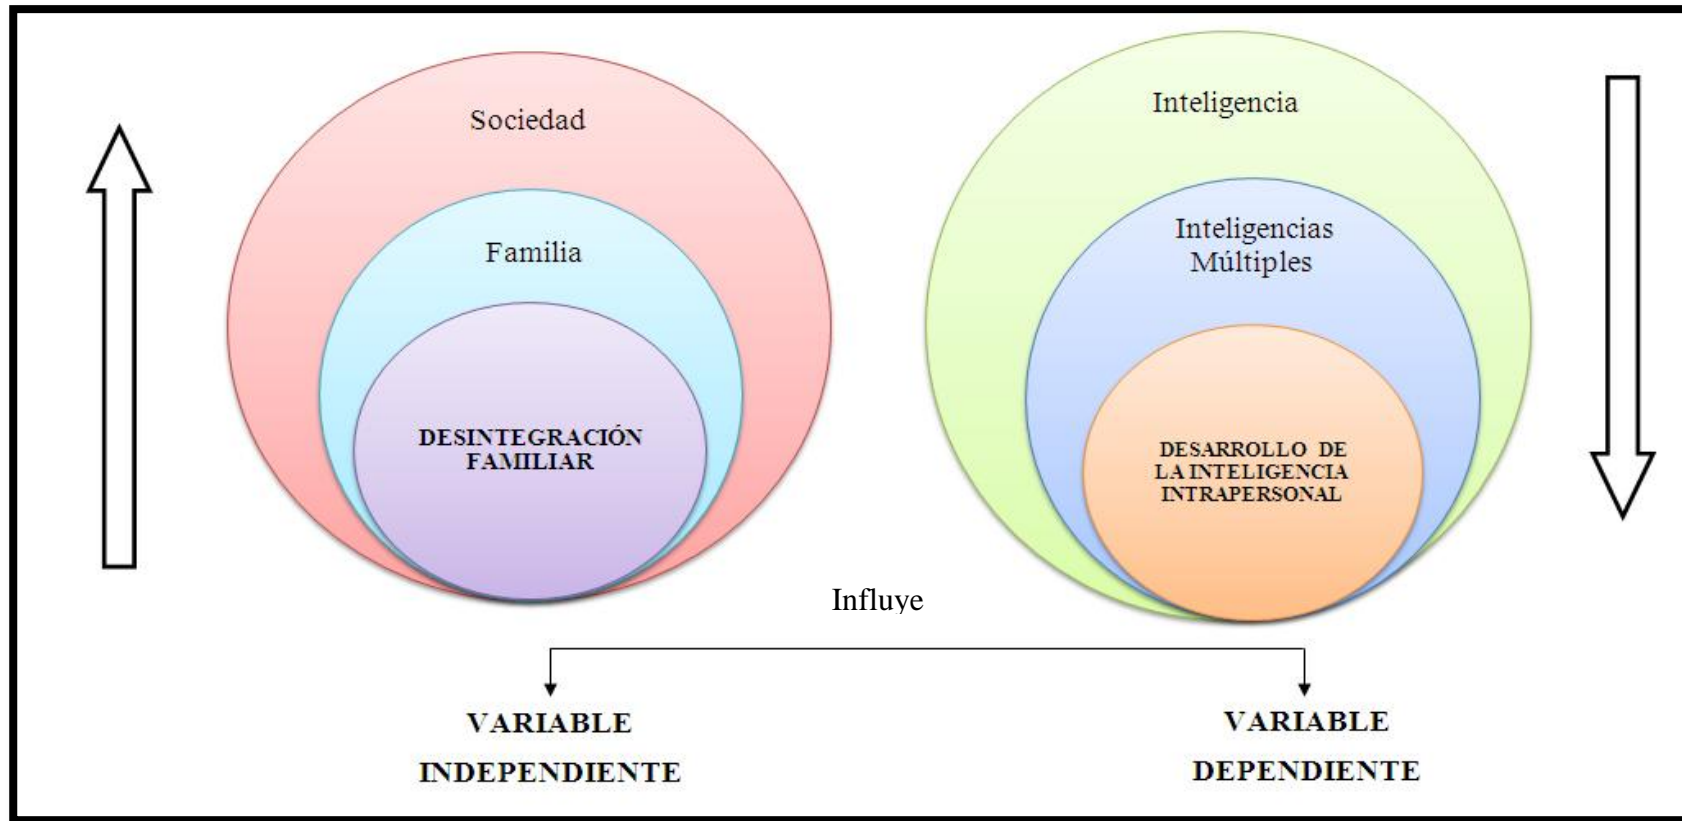 Sociedad
Familia
DESINTEGRACIÓN
FAMILIAR
Inteligencia
Inteligencias
Múltiples
DESARROLLO DE
LA INTELIGENCIA
INTRAPERSONAL
Influye
VARIABLE
INDEPENDIENTE
VARIABLE
DEPENDIENTE